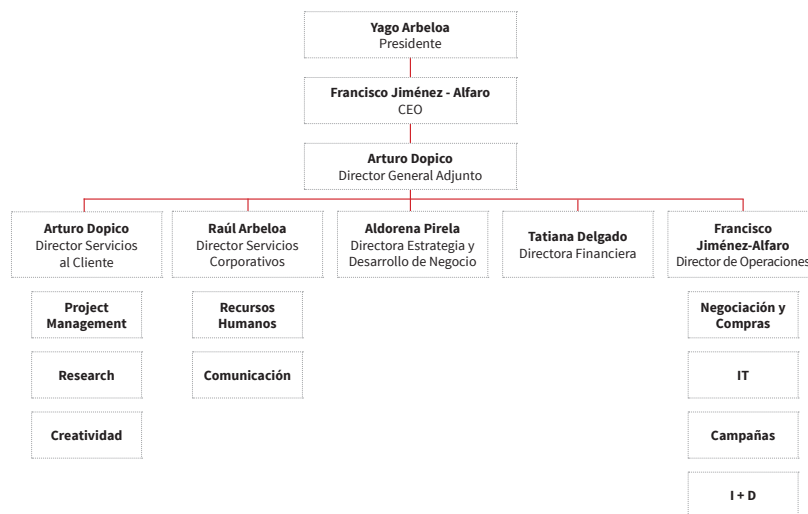 Yago Arbeloa
Presidente
Francisco Jiménez - Alfaro
CEO
Arturo Dopico
Director General Adjunto
Arturo Dopico
Director Servicios
al Cliente
Raúl Arbeloa
Director Servicios
Corporativos
Aldorena Pirela
Directora Estrategia y
Desarrollo de Negocio
Tatiana Delgado
Directora Financiera
Francisco
Jiménez-Alfaro
Director de Operaciones
Project
Management
Research
Creatividad
Recursos
Humanos
Comunicación
Negociación y
Compras
IT
Campañas
I + D